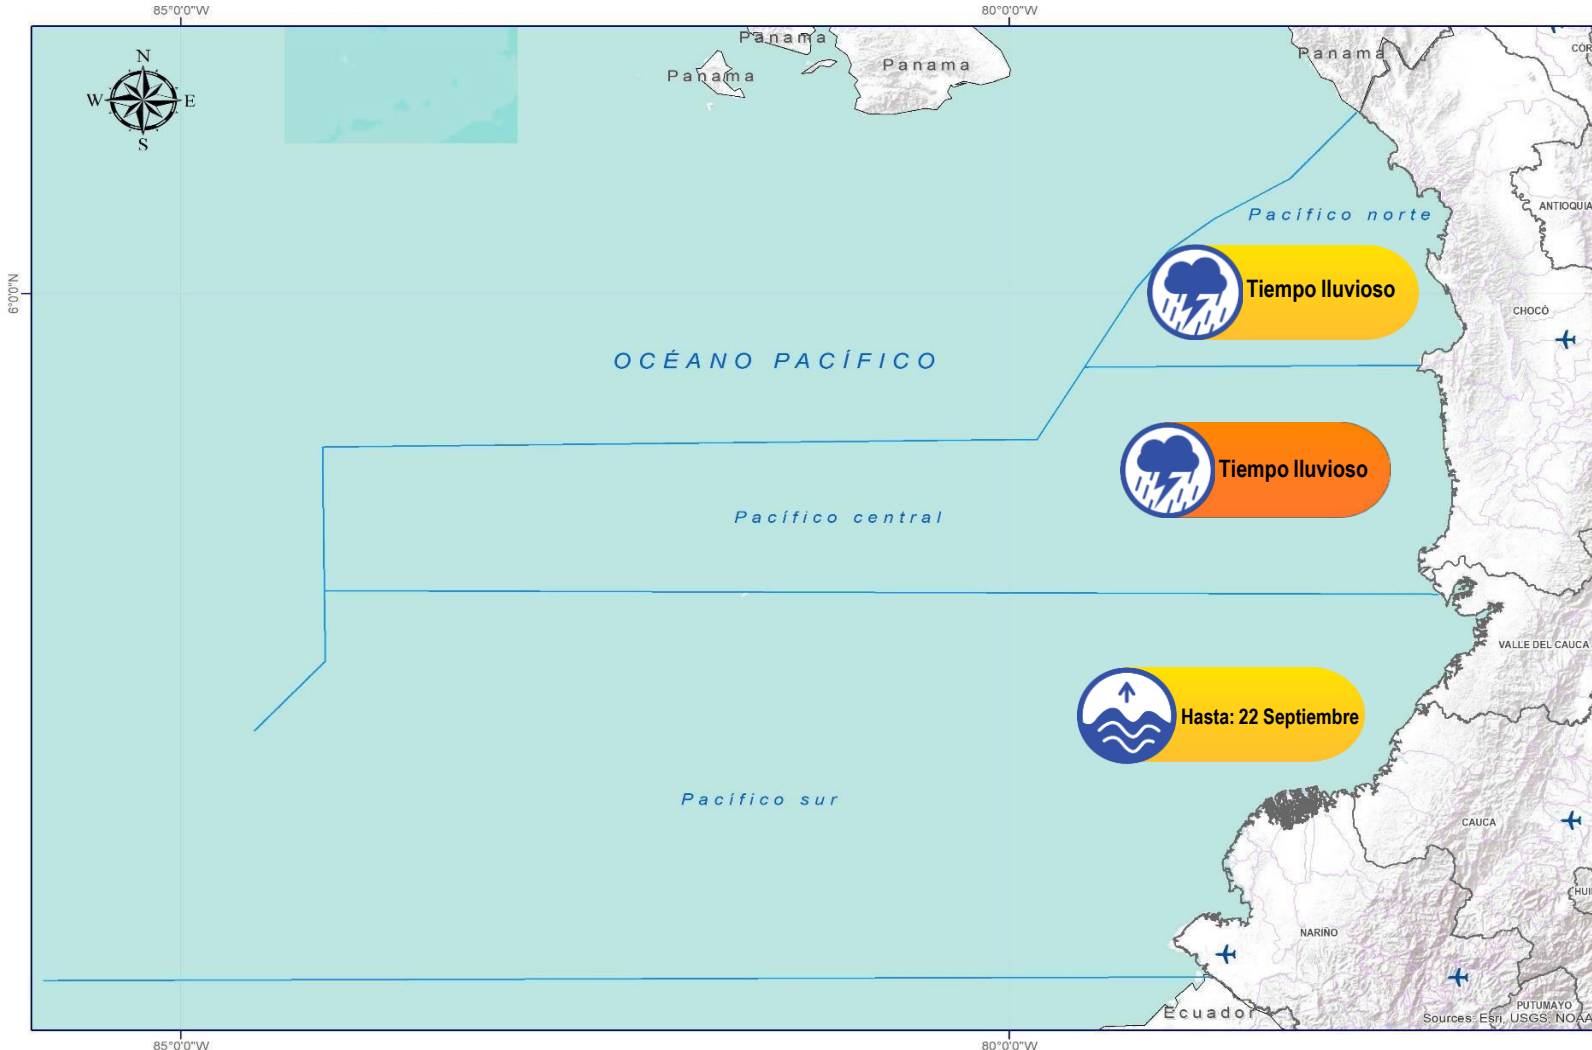 85°0'0"W
80°0'0"W
N
W
E
S
Panama
Panama
Panama
Panama
CÓR
ANTIOQUIA
Pacífico norte
6°0'0"N
Tiempo lluvioso
CHOCÓ
OCÉANO PACÍFICO
Tiempo lluvioso
Pacífico central
VALLE DEL CAUCA
Hasta: 22 Septiembre
Pacífico sur
CAUCA
HUI
NARIÑO
PUTUMAYO
Ecuador
Sources: Esri, USGS, NOAA
85°0'0"W
80°0'0"W